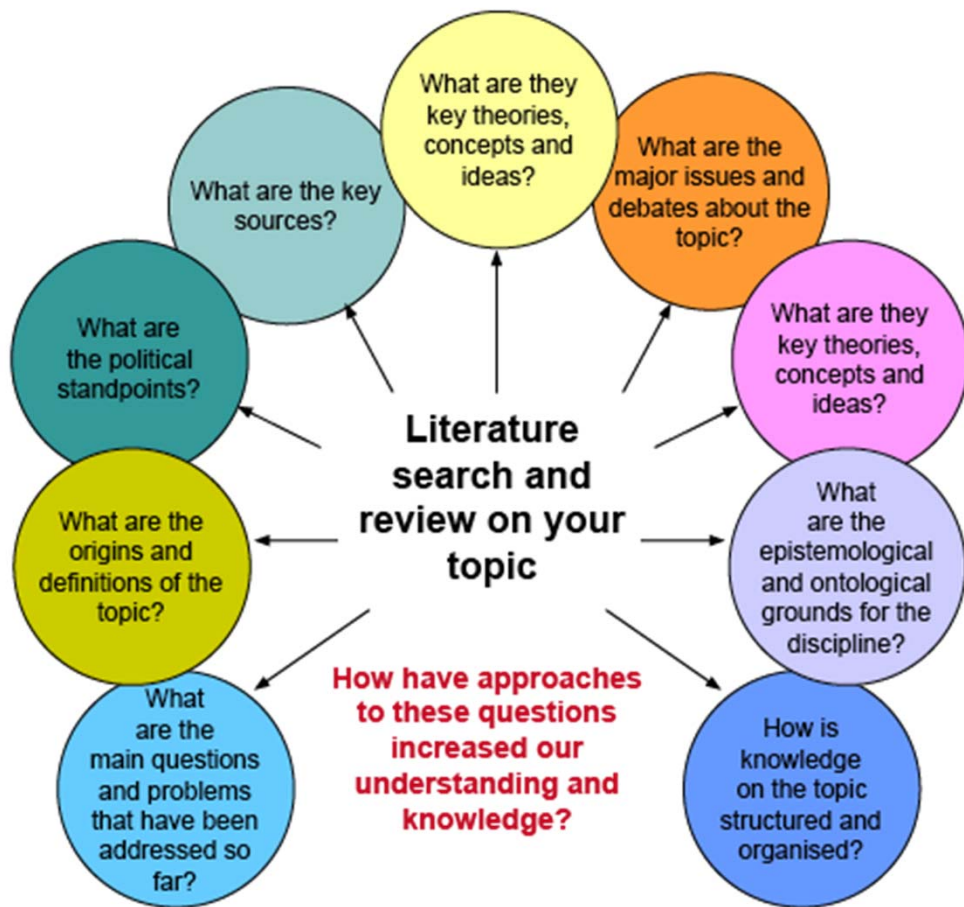 What are they
key theories,
concepts and
ideas?
What are the
major issues and
debates about the
topic?
What are the key
sources?
What are they
key theories,
concepts and
ideas?
What are
the political
standpoints?
Literature
search and
review on your
topic
What
are the
epistemological
and ontological
grounds for the
discipline?
What are the
origins and
definitions of the
topic?
How have approaches
to these questions
increased our
understanding and
knowledge?
What
are the
main questions
and problems
that have been
addressed so
far?
How is
knowledge
on the topic
structured and
organised?